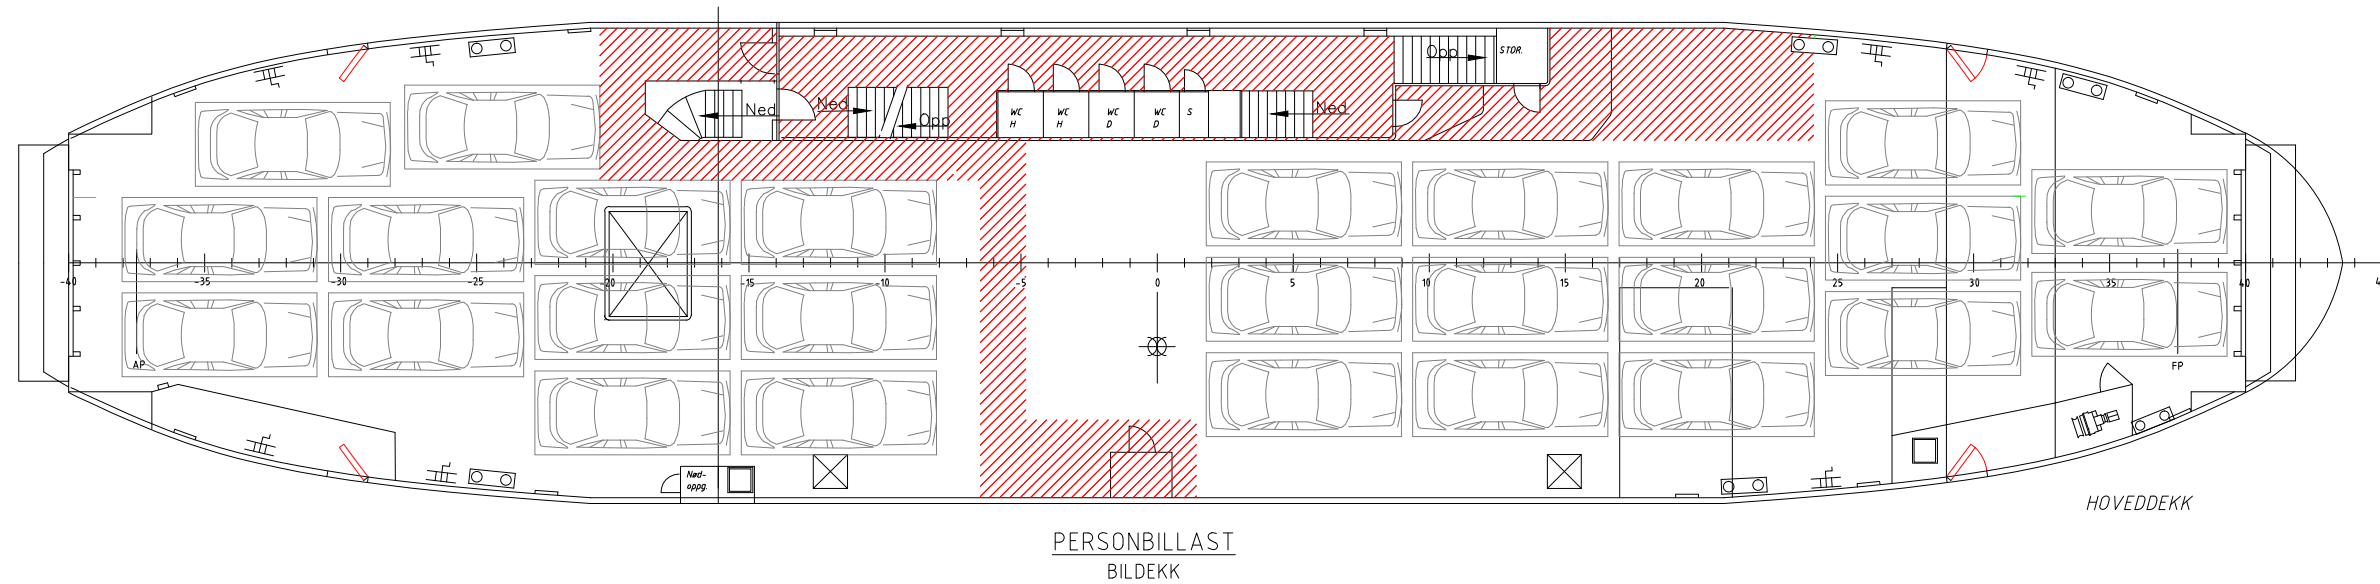 Opp
STOR.
Ned
Ned
Opp
WC
H
WC
H
WC
D
WC
D
S
Ned
-40
-35
-30
-25
-20
-15
-10
-5
0
5
10
15
20
25
30
35
40
AP
FP
Nød-
oppg.
HOVEDDEKK
PERSONBILLAST
BILDEKK